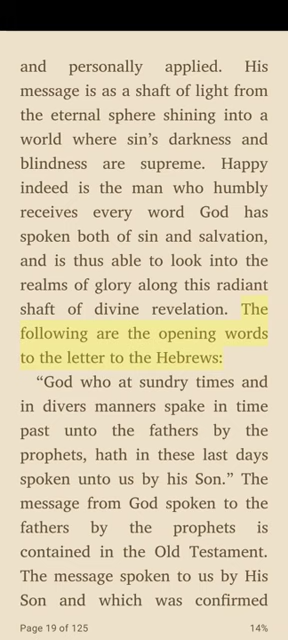 and personally applied. His
message is as a shaft of light from
the eternal sphere shining into a
world where sin’s darkness and
blindness are supreme. Happy
indeed is the man who humbly
receives every word God has
spoken both of sin and salvation,
and is thus able to look into the
realms of glory along this radiant
shaft of divine revelation. The
following are the opening words
to the letter to the Hebrews:
“God who at sundry times and
in divers manners spake in time
past unto the fathers by the
prophets, hath in these last days
spoken unto us by his Son.” The
message from God spoken to the
fathers by the prophets is
contained in the Old Testament.
The message spoken to us by His
Son and which was confirmed
Page 19 of 125 14%